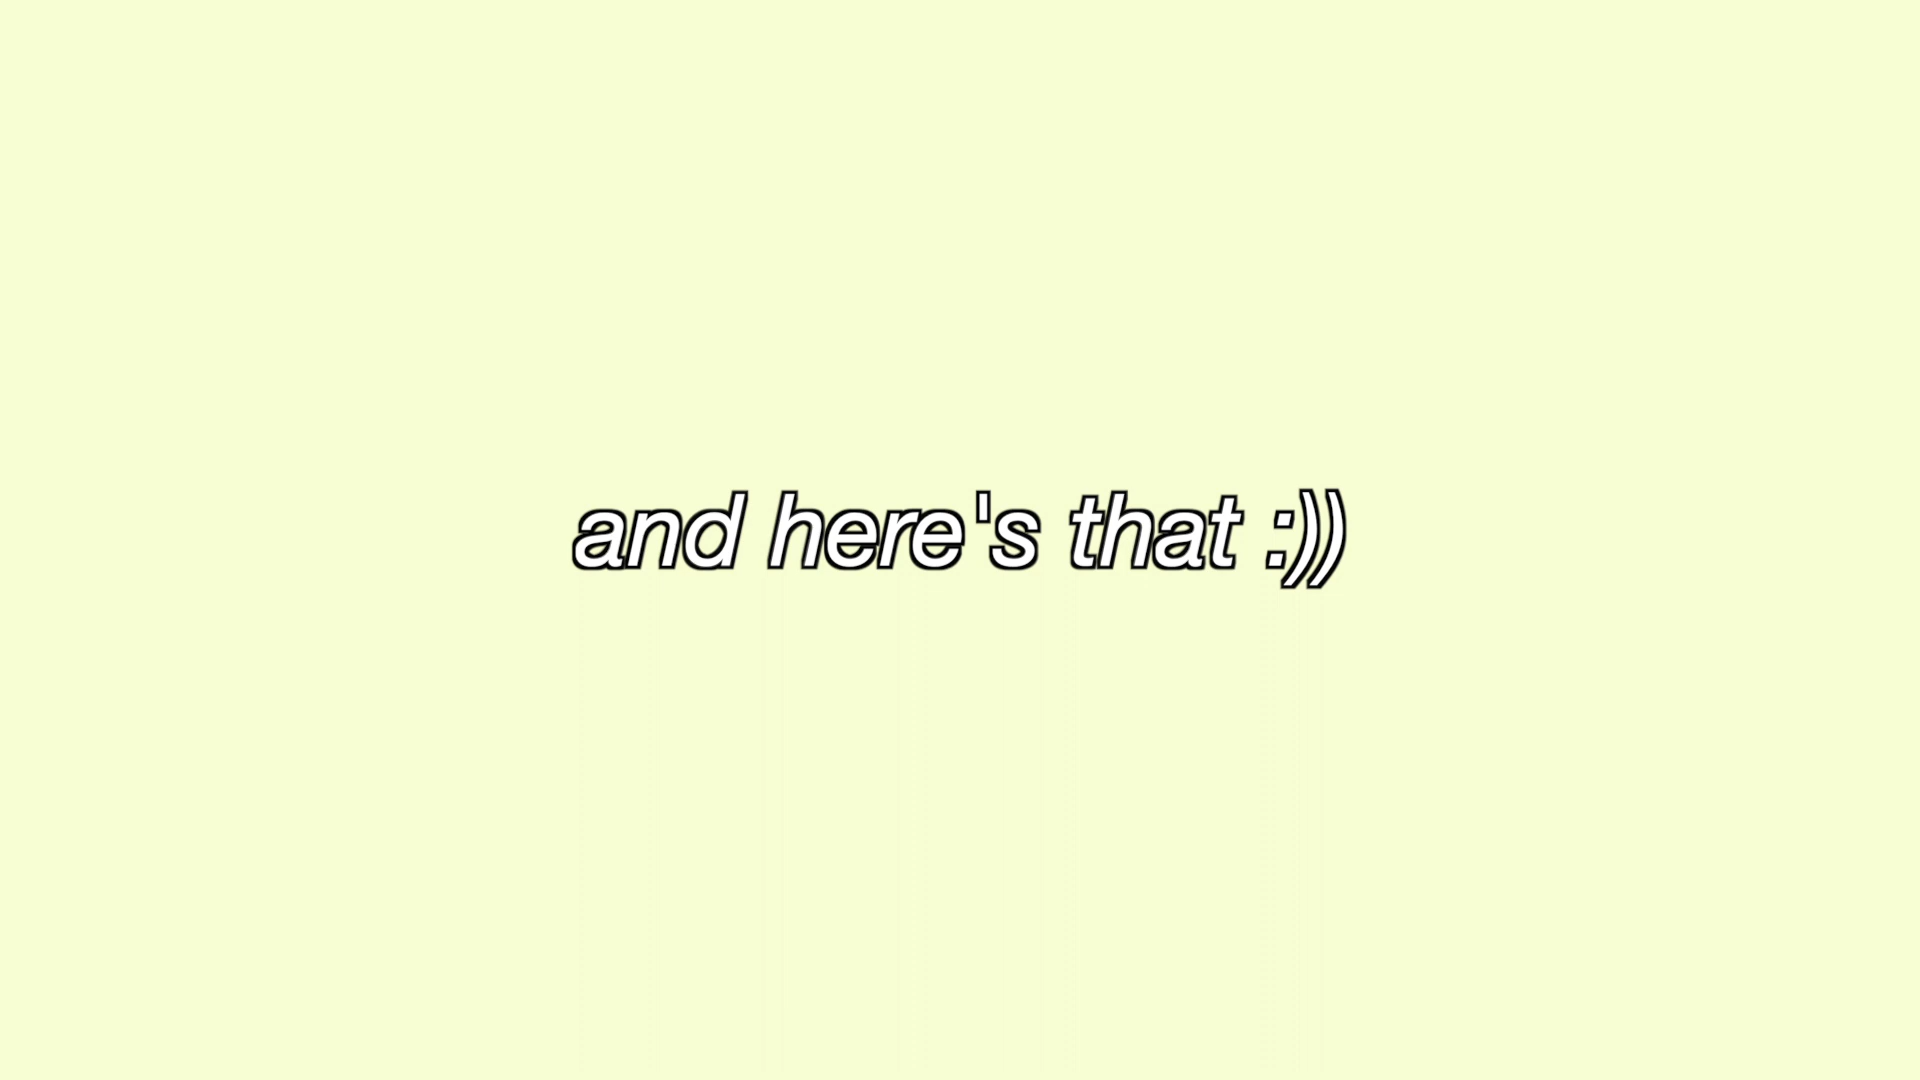 and here's that :))